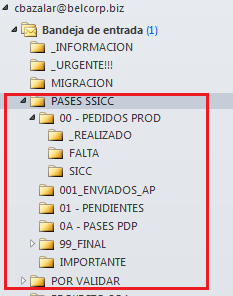 cbazalar@belcorp.biz
Bandeja de entrada (1)
_INFORMACION
_URGENTE!!!
MIGRACION
PASES SSICC
00 - PEDIDOS PROD
_REALIZADO
FALTA
SICC
001_ENVIADOS_AP
01 - PENDIENTES
0A - PASES PDP
99_FINAL
IMPORTANTE
POR VALIDAR